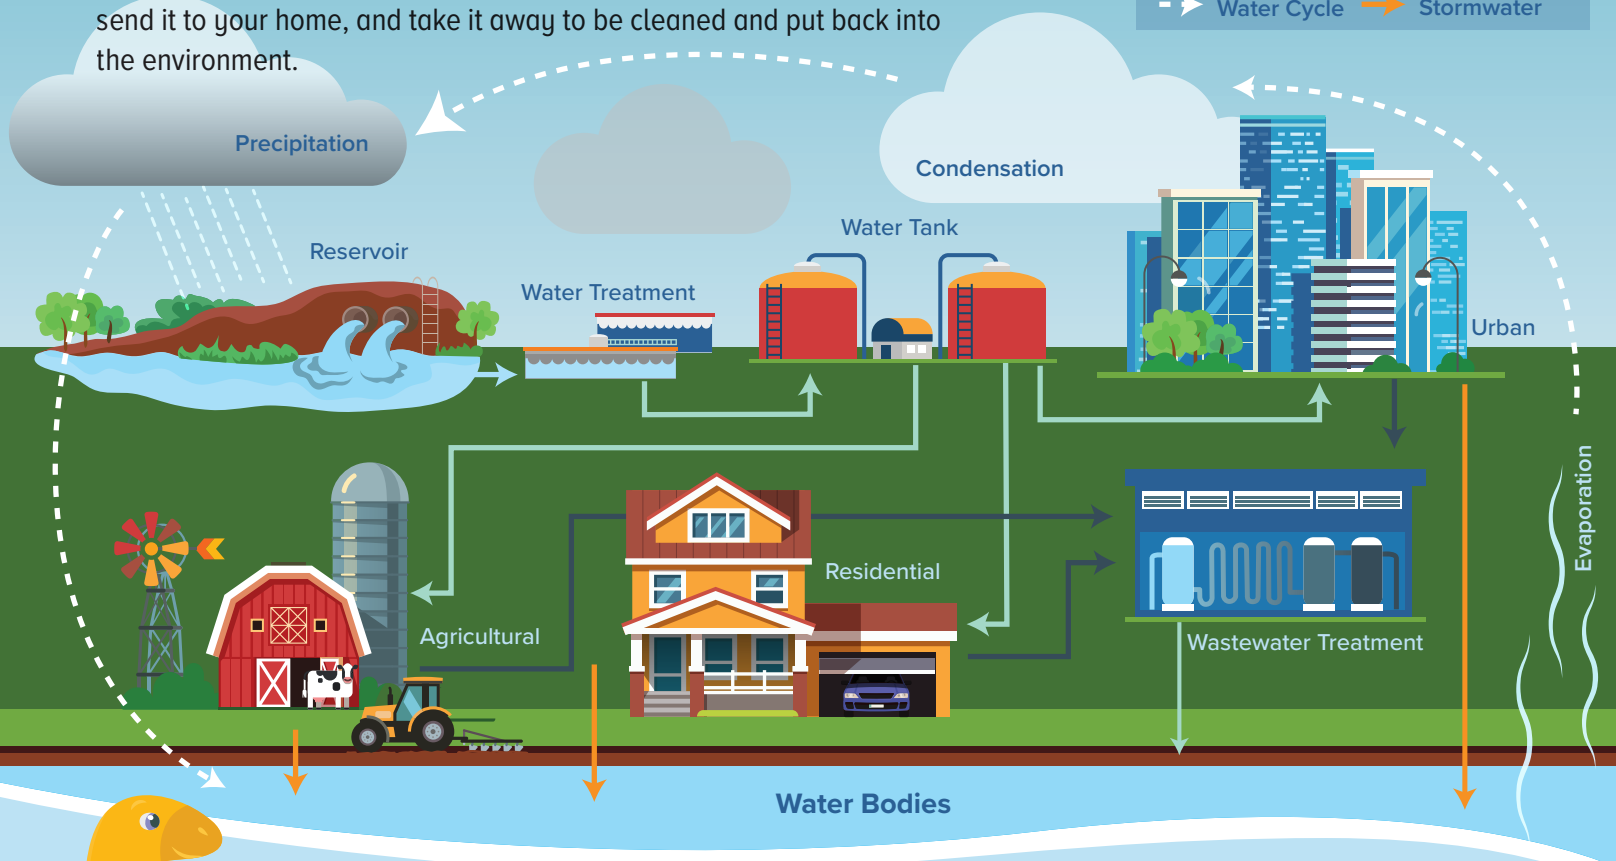 send it to your home, and take it away to be cleaned and put back into
the environment.
Water Cycle
Stormwater
Precipitation
Condensation
Water Tank
Reservoir
Water Treatment
Urban
Evaporation
Residential
Agricultural
Wastewater Treatment
Water Bodies